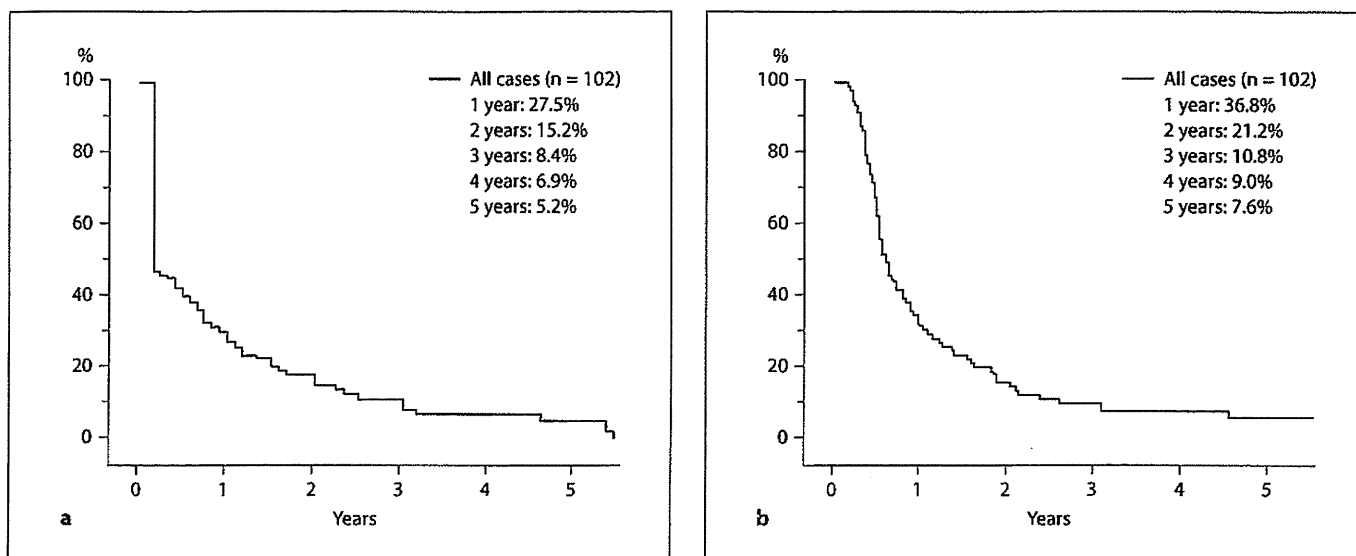 %
100
80
60
40
20
0
All cases (n = 102)
1 year: 27.5%
2 years: 15.2%
3 years: 8.4%
4 years: 6.9%
5 years: 5.2%
0 1 2 3 4 5
Years
a
%
100
80
60
40
20
0
All cases (n = 102)
1 year: 36.8%
2 years: 21.2%
3 years: 10.8%
4 years: 9.0%
5 years: 7.6%
0 1 2 3 4 5
Years
b